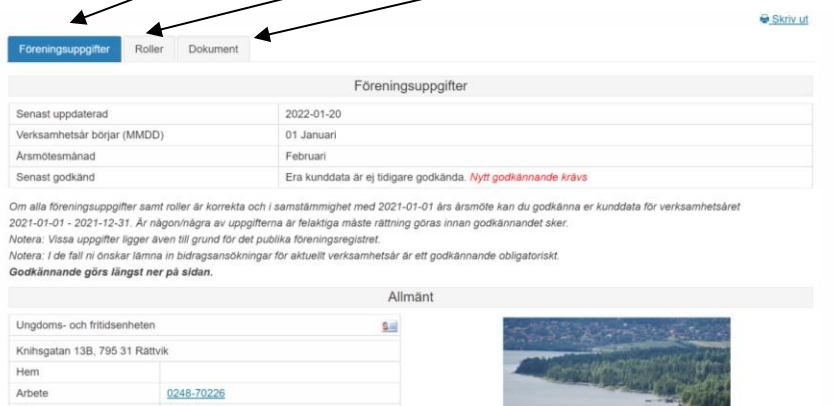 Skriv ut
Föreningsuppgifter Roller Dokument
Föreningsuppgifter
Senast uppdaterad 2022-01-20
Verksamhetsår börjar (MMDD) 01 Januari
Årsmötesmånad Februari
Senast godkänd Era kunddata är ej tidigare godkända. Nytt godkännande krävs
Om alla föreningsuppgifter samt roller är korrekta och i samstämmighet med 2021-01-01 års årsmöte kan du godkänna er kunddata för verksamhetsåret
2021-01-01 - 2021-12-31. Är någon/några av uppgifterna är felaktiga måste rättning göras innan godkännandet sker.
Notera: Vissa uppgifter ligger även till grund för det publika föreningsregistret.
Notera: I de fall ni önskar lämna in bidragsansökningar för aktuellt verksamhetsår är ett godkännande obligatoriskt.
Godkännande görs längst ner på sidan.
Allmänt
Ungdoms- och fritidsenheten
Knihsgatan 13B, 795 31 Rättvik
Hem
Arbete 0248-70226